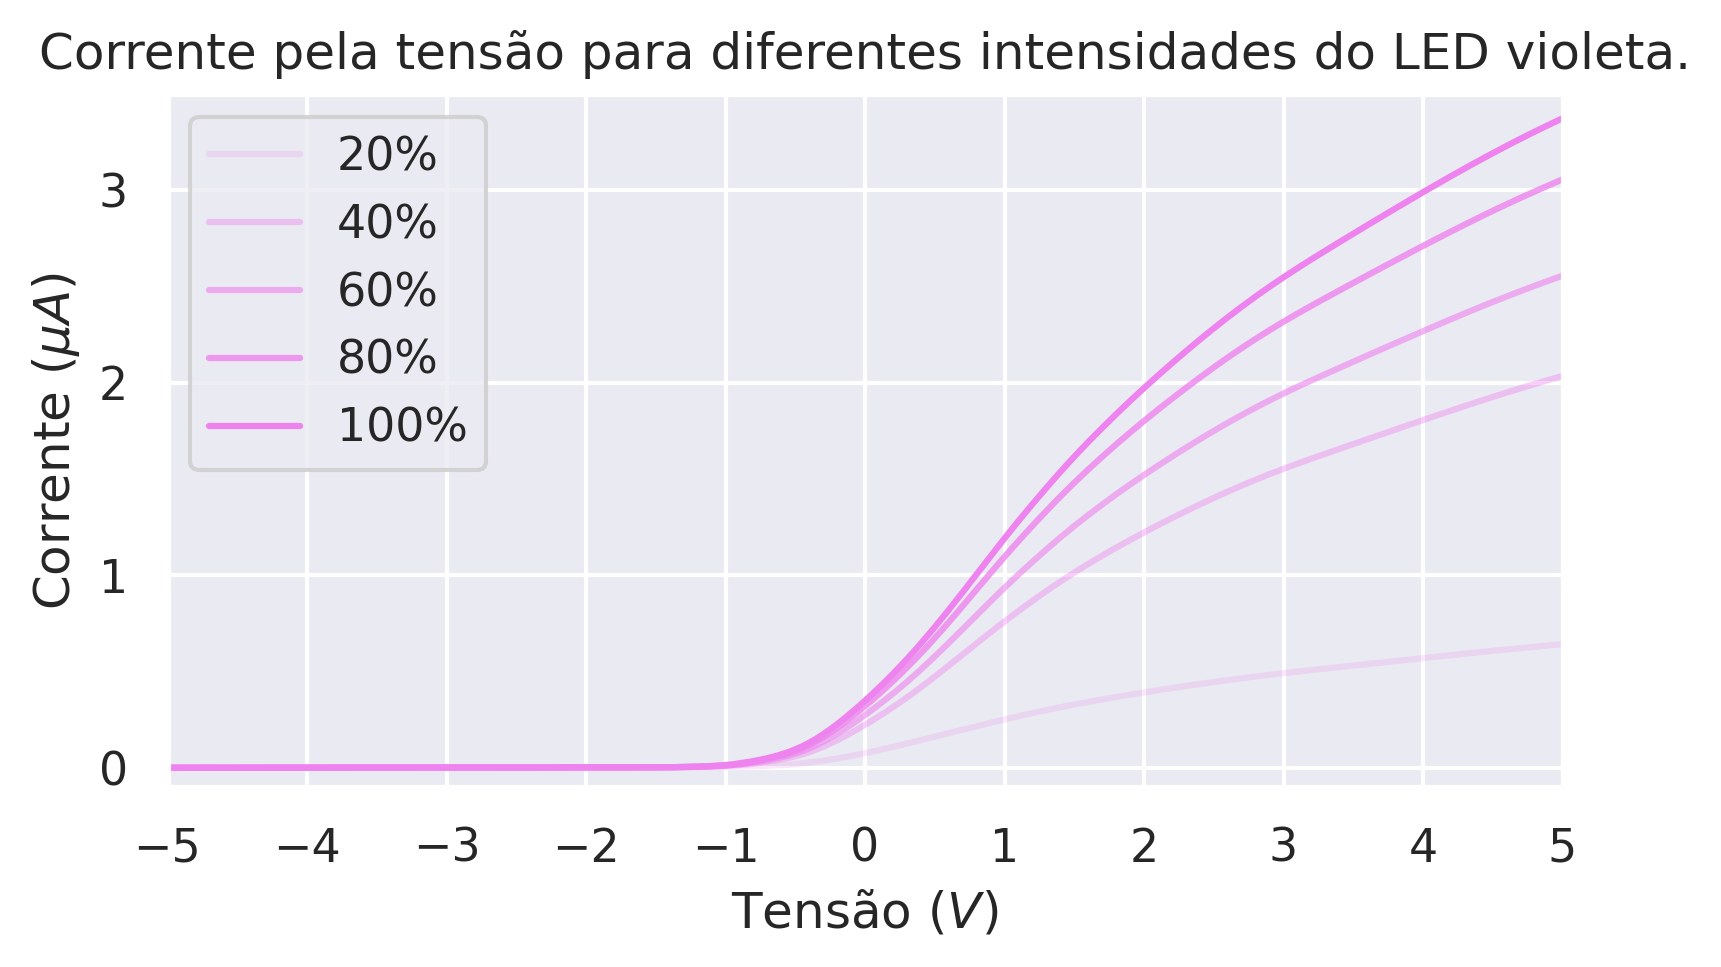 Corrente pela tensão para diferentes intensidades do LED violeta.
20%
40%
60%
80%
100%
Corrente (μA)
3
2
1
0
−5 −4 −3 −2 −1 0 1 2 3 4 5
Tensão (V)